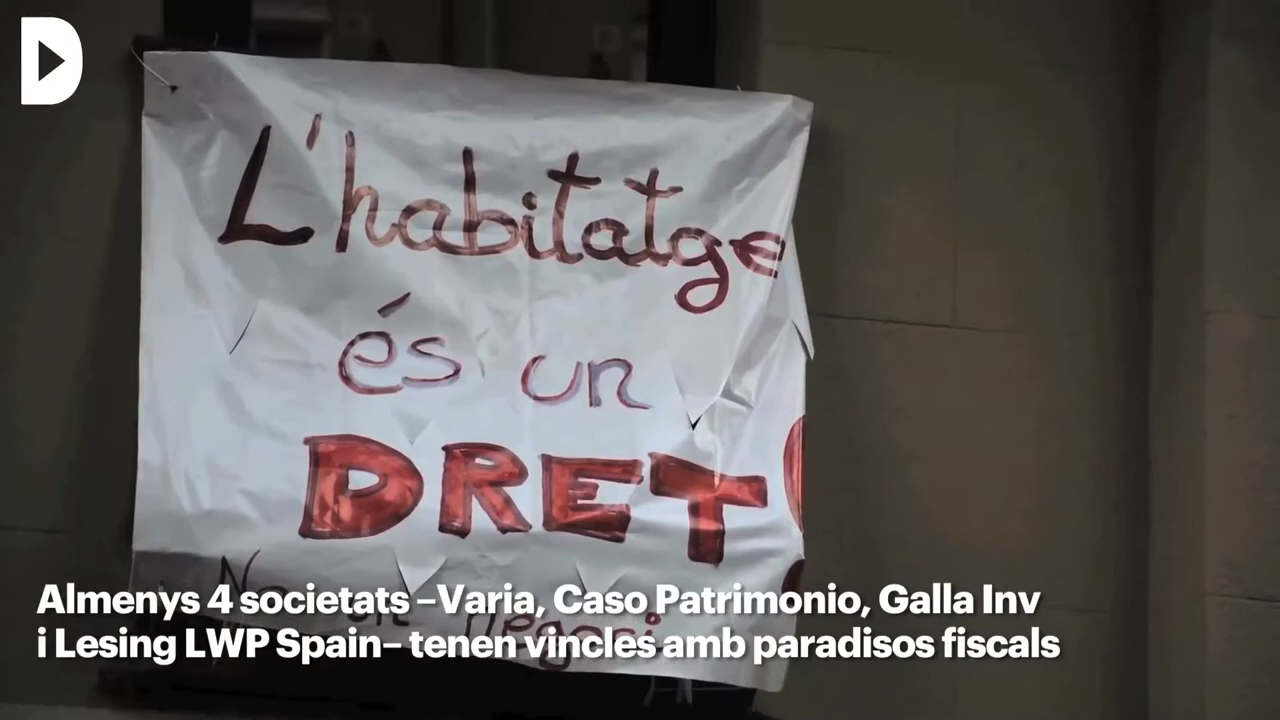 L'habitatge
és un
DRET!
negoci
Almenys 4 societats –Varia, Caso Patrimonio, Galla Inv
i Lesing LWP Spain– tenen vincles amb paradisos fiscals